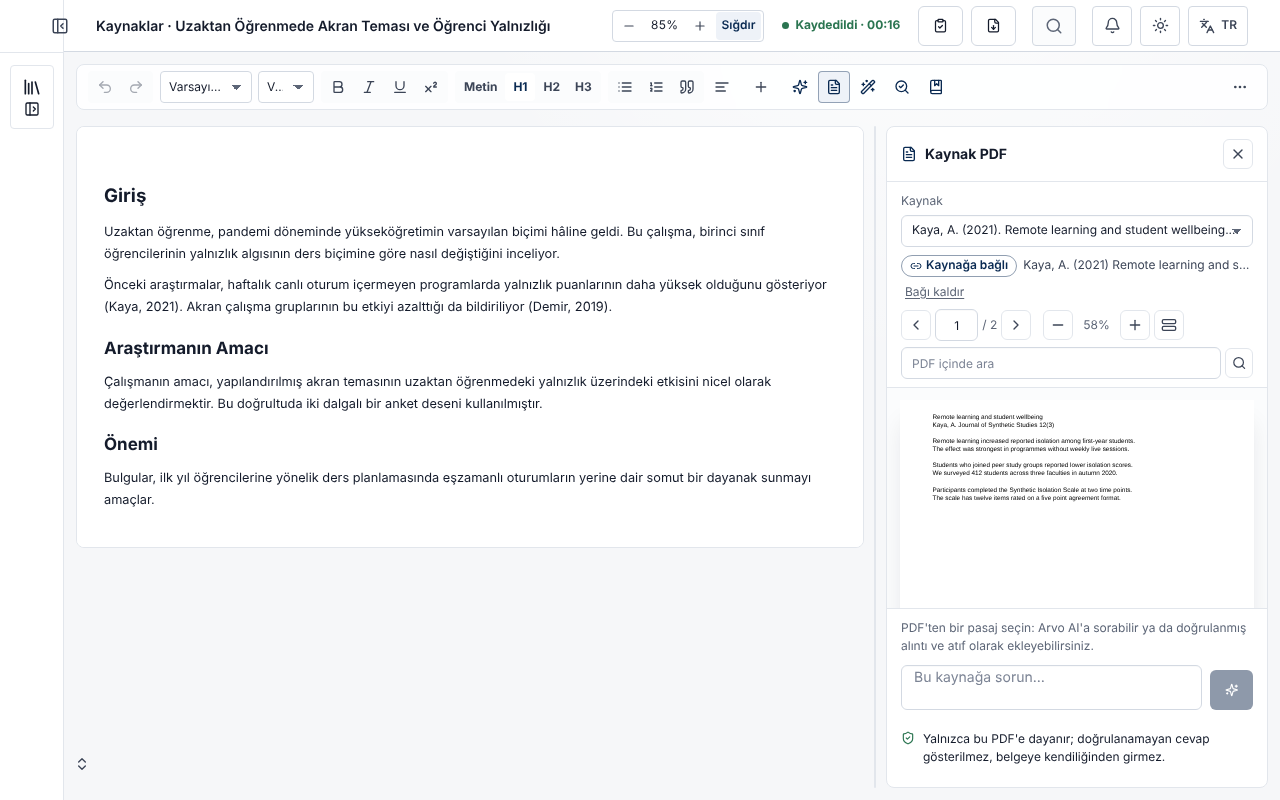 Kaynaklar · Uzaktan Öğrenmede Akran Teması ve Öğrenci Yalnızlığı
85%
Sığdır
Kaydedildi · 00:16
TR
Varsayı...
V...
B
I
U
x²
Metin
H1
H2
H3
Giriş
Uzaktan öğrenme, pandemi döneminde yükseköğretimin varsayılan biçimi hâline geldi. Bu çalışma, birinci sınıf
öğrencilerinin yalnızlık algısının ders biçimine göre nasıl değiştiğini inceliyor.
Önceki araştırmalar, haftalık canlı oturum içermeyen programlarda yalnızlık puanlarının daha yüksek olduğunu gösteriyor
(Kaya, 2021). Akran çalışma gruplarının bu etkiyi azalttığı da bildiriliyor (Demir, 2019).
Araştırmanın Amacı
Çalışmanın amacı, yapılandırılmış akran temasının uzaktan öğrenmedeki yalnızlık üzerindeki etkisini nicel olarak
değerlendirmektir. Bu doğrultuda iki dalgalı bir anket deseni kullanılmıştır.
Önemi
Bulgular, ilk yıl öğrencilerine yönelik ders planlamasında eşzamanlı oturumların yerine dair somut bir dayanak sunmayı
amaçlar.
Kaynak PDF
Kaynak
Kaya, A. (2021). Remote learning and student wellbeing...
Kaynağa bağlı
Kaya, A. (2021) Remote learning and s...
Bağı kaldır
1
/ 2
58%
PDF içinde ara
Remote learning and student wellbeing
Kaya, A. Journal of Synthetic Studies 12(3)
Remote learning increased reported isolation among first-year students.
The effect was strongest in programmes without weekly live sessions.
Students who joined peer study groups reported lower isolation scores.
We surveyed 412 students across three faculties in autumn 2020.
Participants completed the Synthetic Isolation Scale at two time points.
The scale has twelve items rated on a five point agreement format.
PDF'ten bir pasaj seçin: Arvo AI'a sorabilir ya da doğrulanmış
alıntı ve atıf olarak ekleyebilirsiniz.
Bu kaynağa sorun...
Yalnızca bu PDF'e dayanır; doğrulanamayan cevap
gösterilmez, belgeye kendiliğinden girmez.